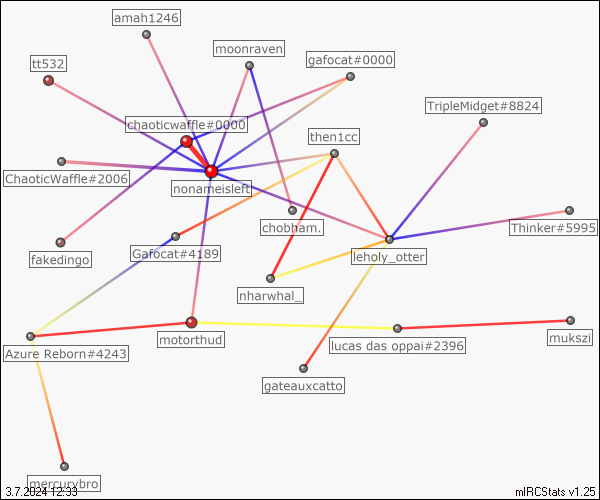 amah1246
moonraven
gafocat#0000
tt532
TripleMidget#8824
chaoticwaffle#0000
then1cc
ChaoticWaffle#2006
nonameisleft
chobham.
Thinker#5995
fakedingo
Gafocat#4189
leholy_otter
nharwhal_
motorthud
lucas das oppai#2396
mukszi
Azure Reborn#4243
gateauxcatto
mercurybro
3.7.2024 12:33
mIRCStats v1.25